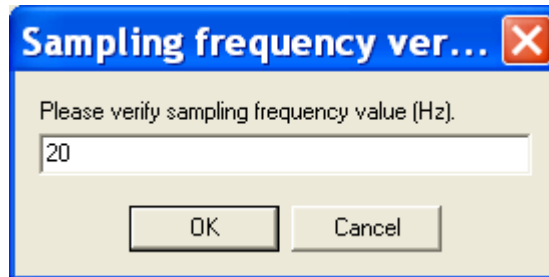 Sampling frequency ver...
Please verify sampling frequency value (Hz).
20
OK Cancel